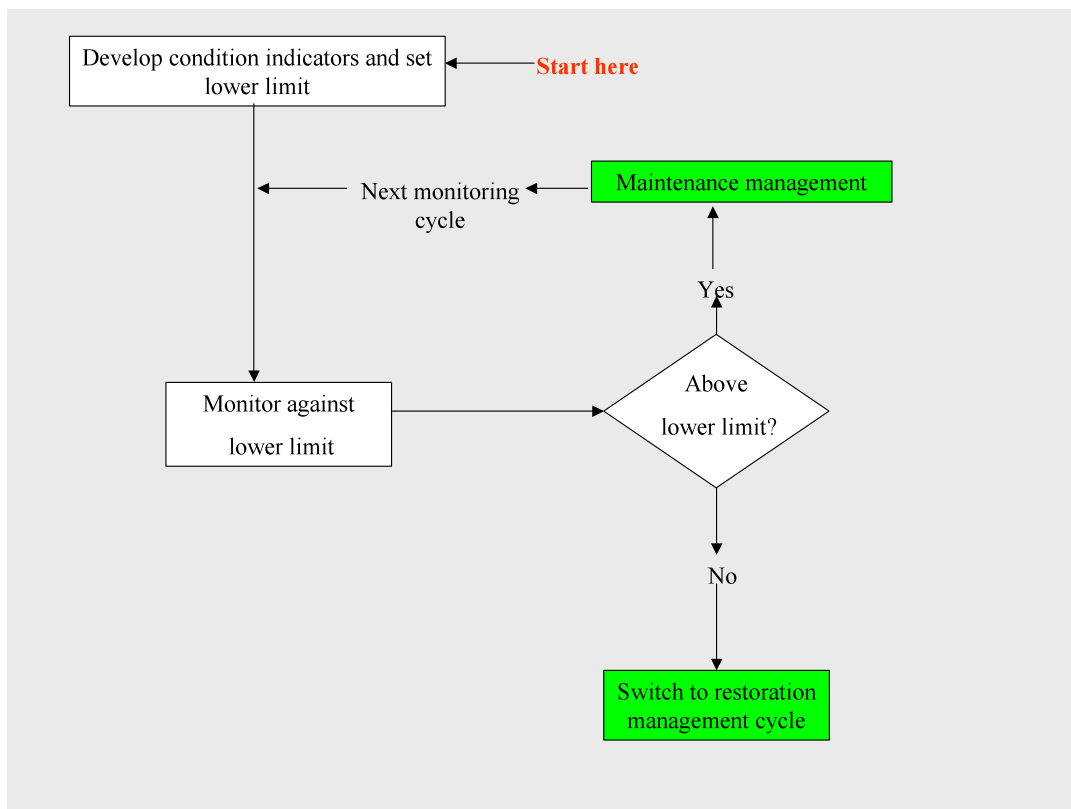 Develop condition indicators and set
lower limit
Start here
Maintenance management
Next monitoring
cycle
Yes
Monitor against
lower limit
Above
lower limit?
No
Switch to restoration
management cycle